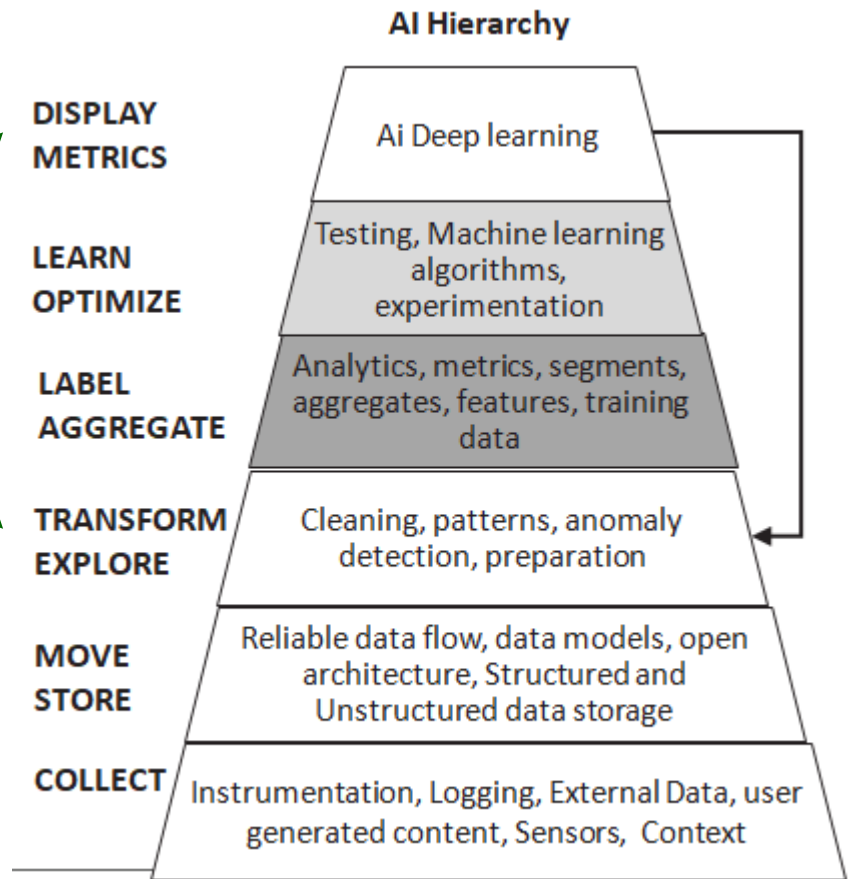 AI Hierarchy
DISPLAY
METRICS
Ai Deep learning
LEARN
OPTIMIZE
Testing, Machine learning
algorithms,
experimentation
LABEL
AGGREGATE
Analytics, metrics, segments,
aggregates, features, training
data
TRANSFORM
EXPLORE
Cleaning, patterns, anomaly
detection, preparation
MOVE
STORE
Reliable data flow, data models, open
architecture, Structured and
Unstructured data storage
COLLECT
Instrumentation, Logging, External Data, user
generated content, Sensors, Context